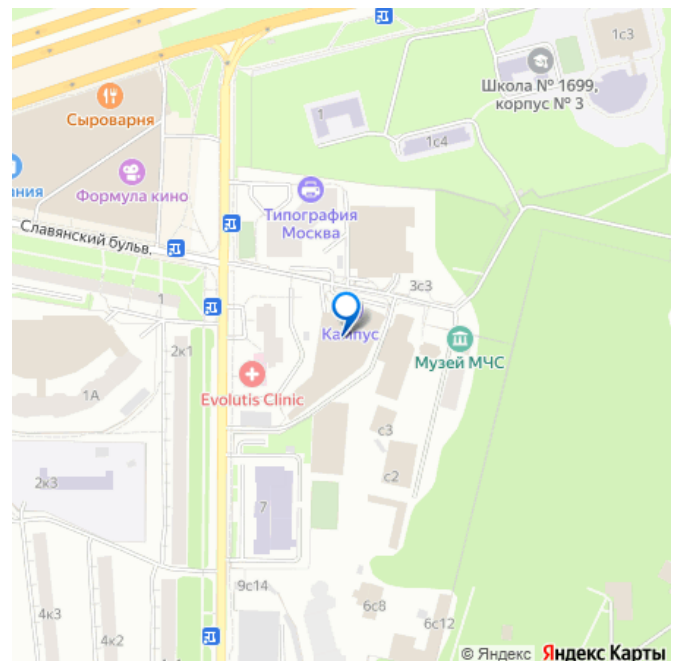 1с3
Школа № 1699,
корпус № 3
Сыроварня
1
1с4
ания
Формула кино
Типография
Москва
Славянский бульв.
3с3
1
Кампус
Музей МЧС
2к1
Evolutis Clinic
1А
с3
с2
2к3
7
9с14
4к3
4к2
6с8
6с12
© Яндекс Яндекс Карты